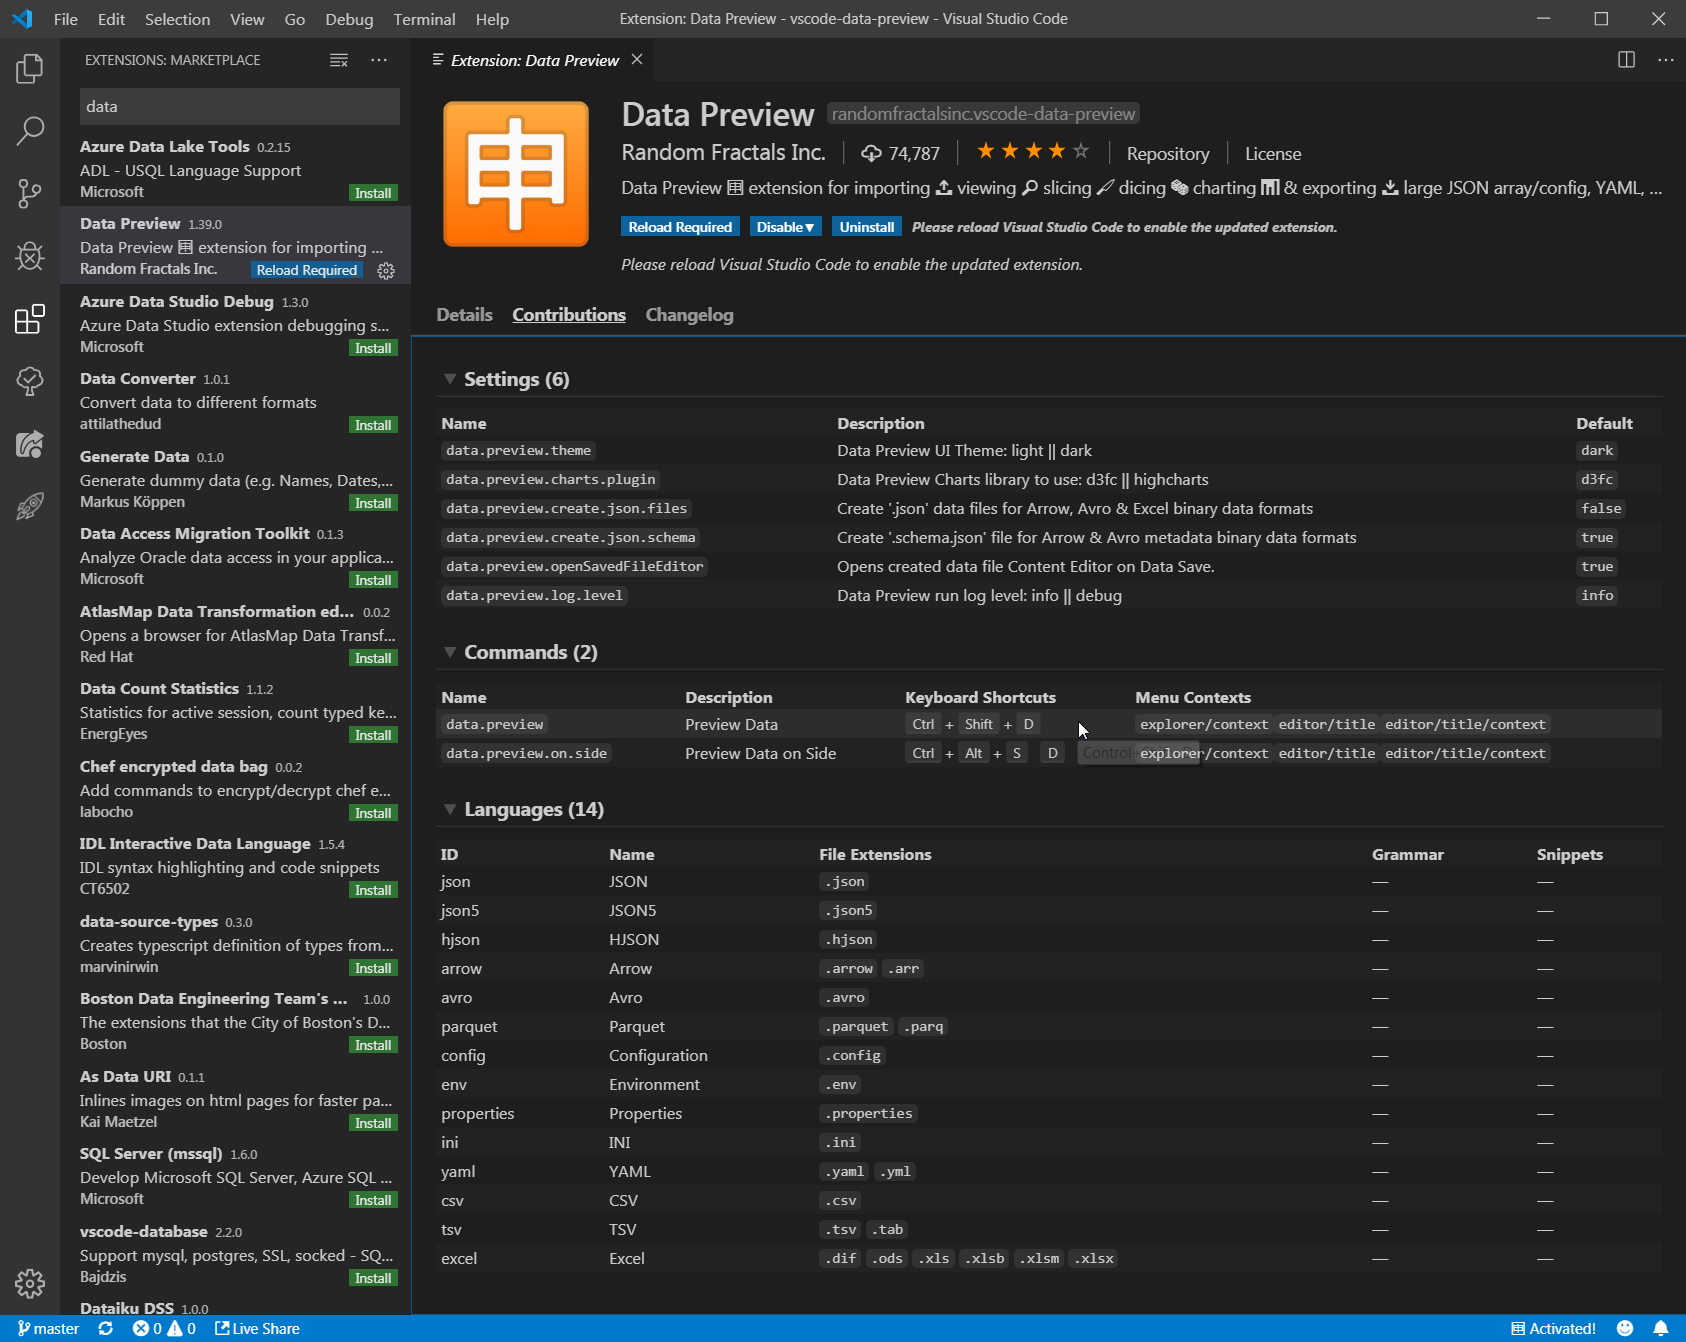 File Edit Selection View Go Debug Terminal Help
Extension: Data Preview - vscode-data-preview - Visual Studio Code
EXTENSIONS: MARKETPLACE
data
Azure Data Lake Tools 0.2.15
ADL - USQL Language Support
Microsoft Install
Data Preview 1.39.0
Data Preview 申 extension for importing ...
Random Fractals Inc. Reload Required
Azure Data Studio Debug 1.3.0
Azure Data Studio extension debugging s...
Microsoft Install
Data Converter 1.0.1
Convert data to different formats
attilathedud Install
Generate Data 0.1.0
Generate dummy data (e.g. Names, Dates,...
Markus Köppen Install
Data Access Migration Toolkit 0.1.3
Analyze Oracle data access in your applica...
Microsoft Install
AtlasMap Data Transformation ed... 0.0.2
Opens a browser for AtlasMap Data Transf...
Red Hat Install
Data Count Statistics 1.1.2
Statistics for active session, count typed ke...
EnergEyes Install
Chef encrypted data bag 0.0.2
Add commands to encrypt/decrypt chef e...
labocho Install
IDL Interactive Data Language 1.5.4
IDL syntax highlighting and code snippets
CT6502 Install
data-source-types 0.3.0
Creates typescript definition of types from...
marvinirwin Install
Boston Data Engineering Team's ... 1.0.0
The extensions that the City of Boston's D...
Boston Install
As Data URI 0.1.1
Inlines images on html pages for faster pa...
Kai Maetzel Install
SQL Server (mssql) 1.6.0
Develop Microsoft SQL Server, Azure SQL ...
Microsoft Install
vscode-database 2.2.0
Support mysql, postgres, SSL, socked - SQ...
Bajdzis Install
Dataiku DSS 1.0.0
Extension: Data Preview
申
Data Preview randomfractalsinc.vscode-data-preview
Random Fractals Inc. 74,787 Repository License
Data Preview 申 extension for importing viewing slicing dicing charting & exporting large JSON array/config, YAML, ...
Reload Required Disable Uninstall Please reload Visual Studio Code to enable the updated extension.
Please reload Visual Studio Code to enable the updated extension.
Details Contributions Changelog
Settings (6)
Name Description Default
data.preview.theme Data Preview UI Theme: light || dark dark
data.preview.charts.plugin Data Preview Charts library to use: d3fc || highcharts d3fc
data.preview.create.json.files Create '.json' data files for Arrow, Avro & Excel binary data formats false
data.preview.create.json.schema Create '.schema.json' file for Arrow & Avro metadata binary data formats true
data.preview.openSavedFileEditor Opens created data file Content Editor on Data Save. true
data.preview.log.level Data Preview run log level: info || debug info
Commands (2)
Name Description Keyboard Shortcuts Menu Contexts
data.preview Preview Data Ctrl + Shift + D explorer/context editor/title editor/title/context
data.preview.on.side Preview Data on Side Ctrl + Alt + S D explorer/context editor/title editor/title/context
Languages (14)
ID Name File Extensions Grammar Snippets
json JSON .json — —
json5 JSON5 .json5 — —
hjson HJSON .hjson — —
arrow Arrow .arrow .arr — —
avro Avro .avro — —
parquet Parquet .parquet .parq — —
config Configuration .config — —
env Environment .env — —
properties Properties .properties — —
ini INI .ini — —
yaml YAML .yaml .yml — —
csv CSV .csv — —
tsv TSV .tsv .tab — —
excel Excel .dif .ods .xls .xlsb .xlsm .xlsx — —
master 0 0 Live Share 申 Activated!